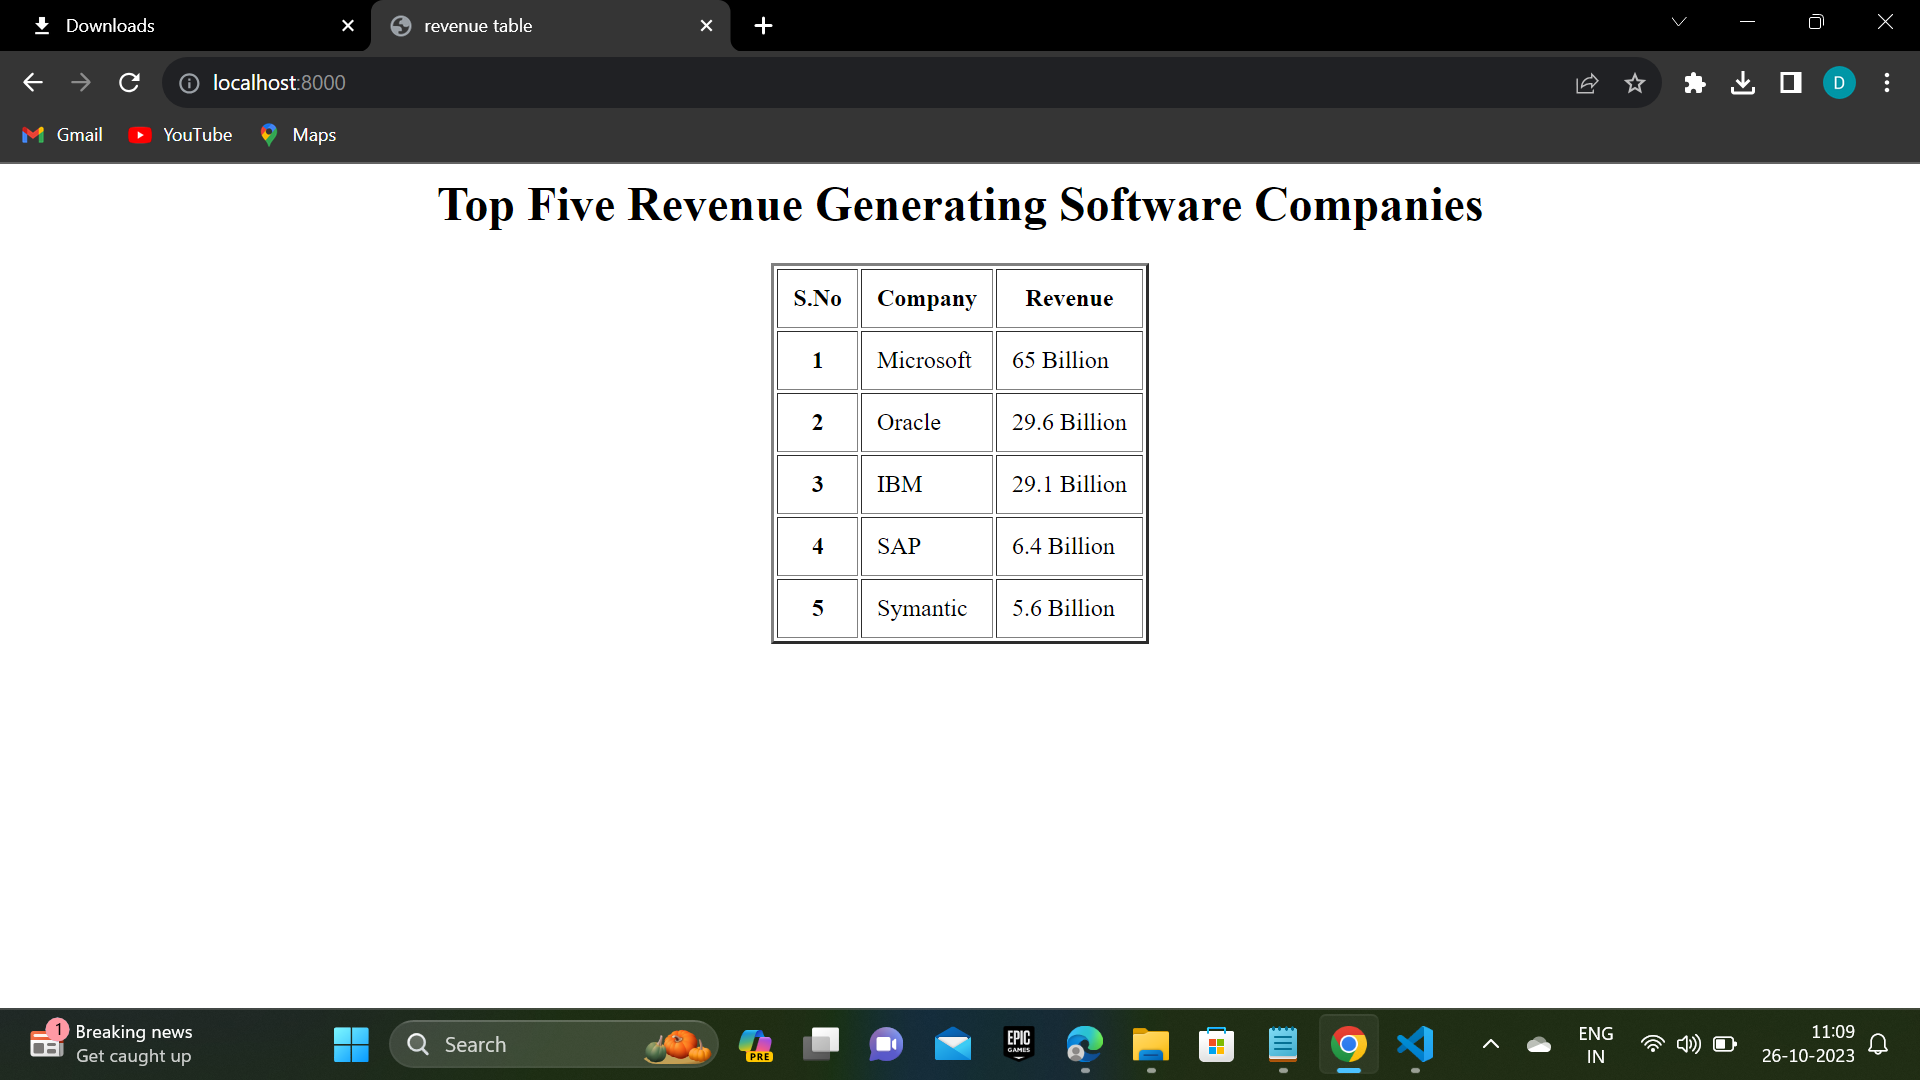 Downloads
revenue table
localhost:8000
D
Gmail YouTube Maps
Top Five Revenue Generating Software Companies
S.No Company Revenue
1 Microsoft 65 Billion
2 Oracle 29.6 Billion
3 IBM 29.1 Billion
4 SAP 6.4 Billion
5 Symantic 5.6 Billion
1
Breaking news
Get caught up
Search
PRE
EPIC
GAMES
ENG
IN
11:09
26-10-2023